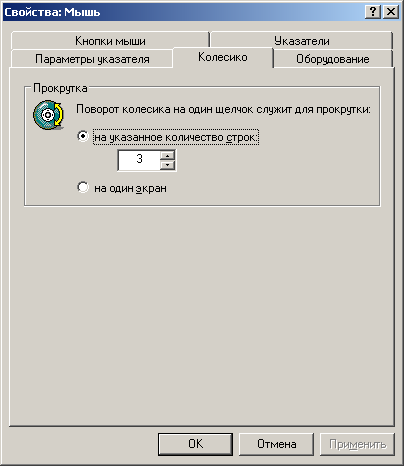 Свойства: Мышь
Кнопки мыши
Указатели
Параметры указателя
Колесико
Оборудование
Прокрутка
Поворот колесика на один щелчок служит для прокрутки:
на указанное количество строк:
3
на один экран
OK
Отмена
Применить